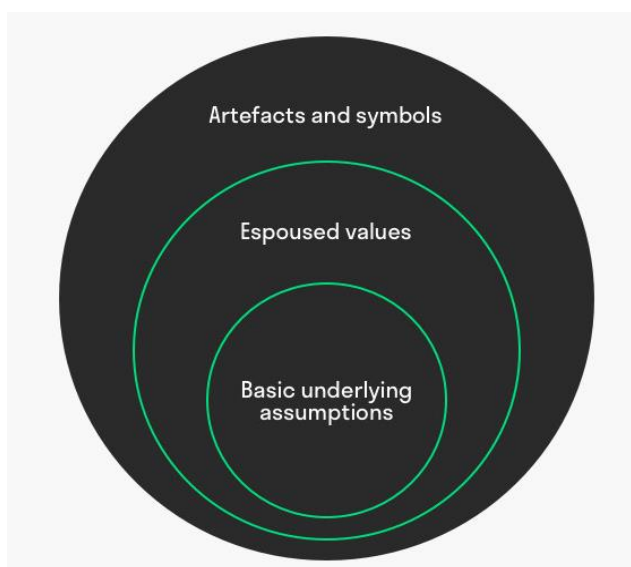 Artefacts and symbols
Espoused values
Basic underlying
assumptions